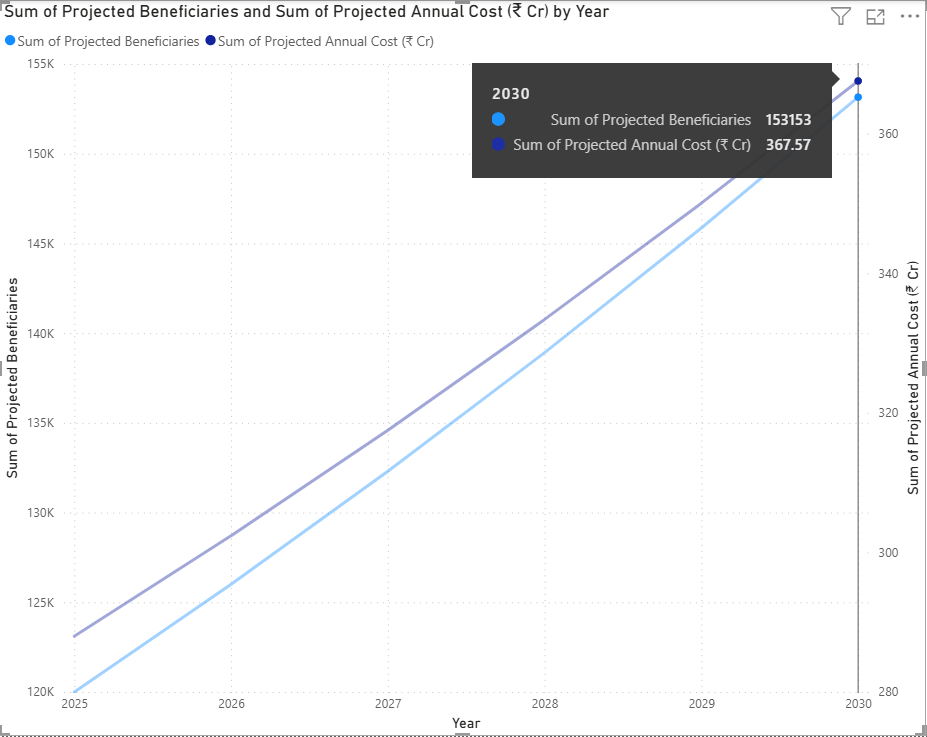 Sum of Projected Beneficiaries and Sum of Projected Annual Cost (₹ Cr) by Year
Sum of Projected Beneficiaries Sum of Projected Annual Cost (₹ Cr)
155K
150K
145K
140K
135K
130K
125K
120K
Sum of Projected Beneficiaries
2030
Sum of Projected Beneficiaries 153153
Sum of Projected Annual Cost (₹ Cr) 367.57
360
340
320
300
280
Sum of Projected Annual Cost (₹ Cr)
2025 2026 2027 2028 2029 2030
Year